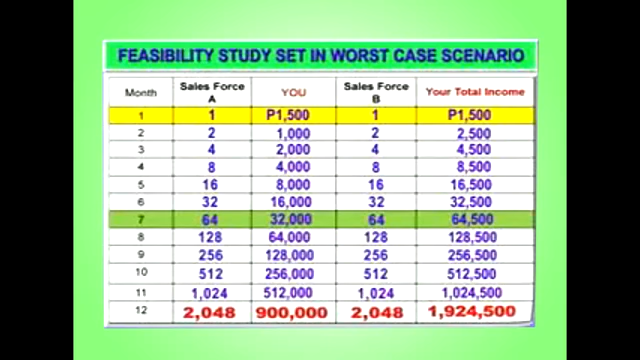 FEASIBILITY STUDY SET IN WORST CASE SCENARIO
Month Sales Force A YOU Sales Force B Your Total Income
1 1 P1,500 1 P1,500
2 2 1,000 2 2,500
3 4 2,000 4 4,500
4 8 4,000 8 8,500
5 16 8,000 16 16,500
6 32 16,000 32 32,500
7 64 32,000 64 64,500
8 128 64,000 128 128,500
9 256 128,000 256 256,500
10 512 256,000 512 512,500
11 1,024 512,000 1,024 1,024,500
12 2,048 900,000 2,048 1,924,500